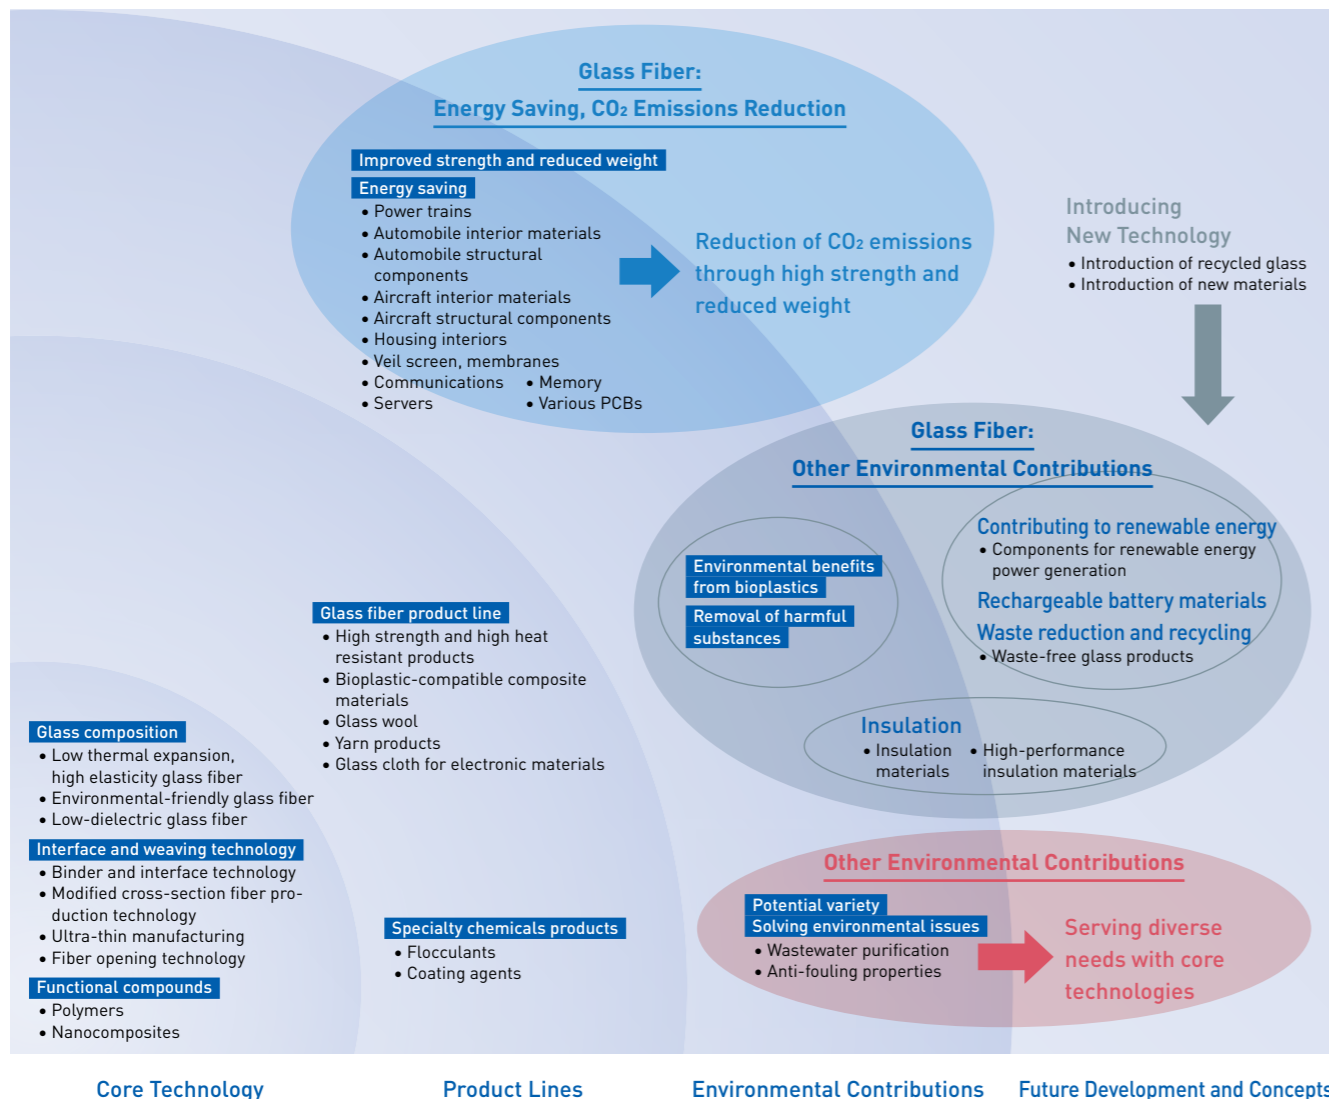 Glass Fiber:
Energy Saving, CO₂ Emissions Reduction
Improved strength and reduced weight
Energy saving
• Power trains
• Automobile interior materials
• Automobile structural
components
• Aircraft interior materials
• Aircraft structural components
• Housing interiors
• Veil screen, membranes
• Communications • Memory
• Servers • Various PCBs
Reduction of CO₂ emissions
through high strength and
reduced weight
Introducing
New Technology
• Introduction of recycled glass
• Introduction of new materials
Glass Fiber:
Other Environmental Contributions
Environmental benefits
from bioplastics
Removal of harmful
substances
Contributing to renewable energy
• Components for renewable energy
power generation
Rechargeable battery materials
Waste reduction and recycling
• Waste-free glass products
Insulation
• Insulation
materials
• High-performance
insulation materials
Glass fiber product line
• High strength and high heat
resistant products
• Bioplastic-compatible composite
materials
• Glass wool
• Yarn products
• Glass cloth for electronic materials
Glass composition
• Low thermal expansion,
high elasticity glass fiber
• Environmental-friendly glass fiber
• Low-dielectric glass fiber
Interface and weaving technology
• Binder and interface technology
• Modified cross-section fiber pro-
duction technology
• Ultra-thin manufacturing
• Fiber opening technology
Functional compounds
• Polymers
• Nanocomposites
Specialty chemicals products
• Flocculants
• Coating agents
Other Environmental Contributions
Potential variety
Solving environmental issues
• Wastewater purification
• Anti-fouling properties
Serving diverse
needs with core
technologies
Core Technology
Product Lines
Environmental Contributions
Future Development and Concepts